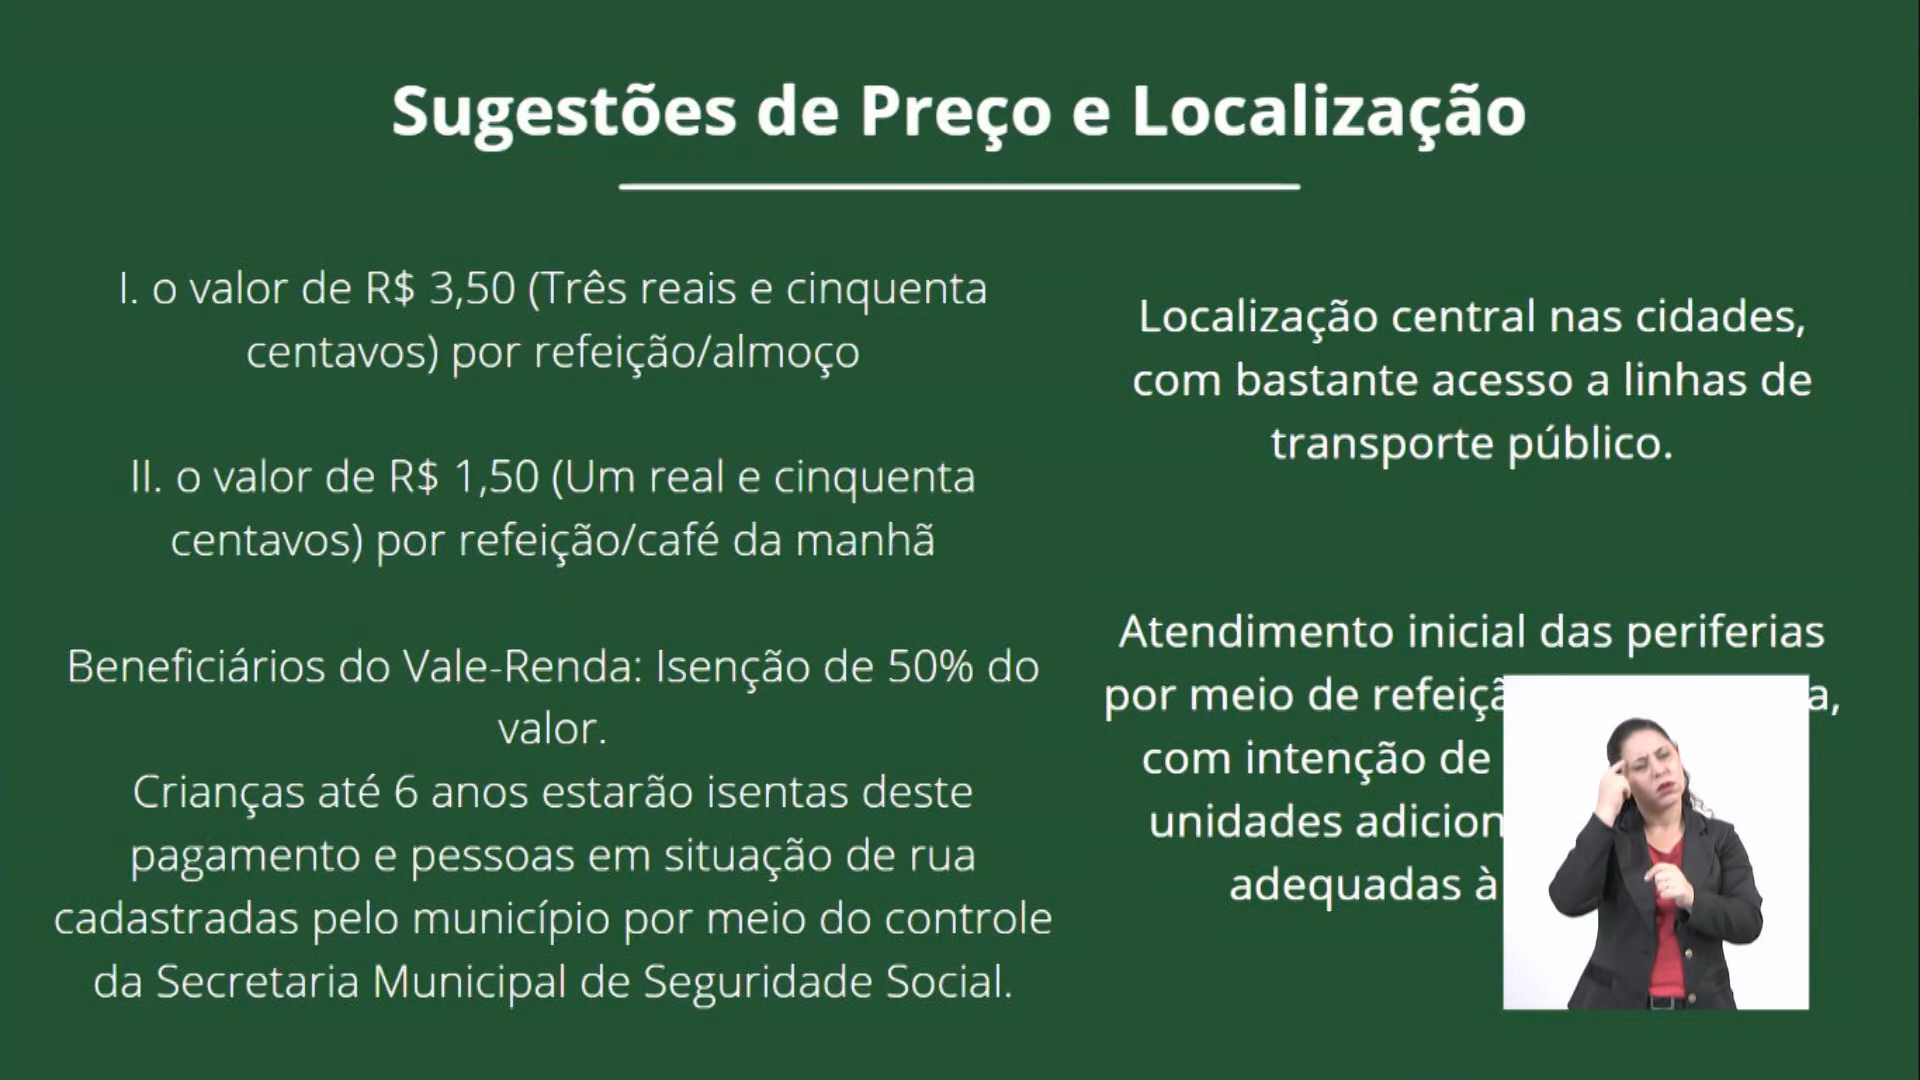 Sugestões de Preço e Localização
I. o valor de R$ 3,50 (Três reais e cinquenta
centavos) por refeição/almoço
II. o valor de R$ 1,50 (Um real e cinquenta
centavos) por refeição/café da manhã
Beneficiários do Vale-Renda: Isenção de 50% do
valor.
Crianças até 6 anos estarão isentas deste
pagamento e pessoas em situação de rua
cadastradas pelo município por meio do controle
da Secretaria Municipal de Seguridade Social.
Localização central nas cidades,
com bastante acesso a linhas de
transporte público.
Atendimento inicial das periferias
por meio de
com intenção de
unidades
adequadas à